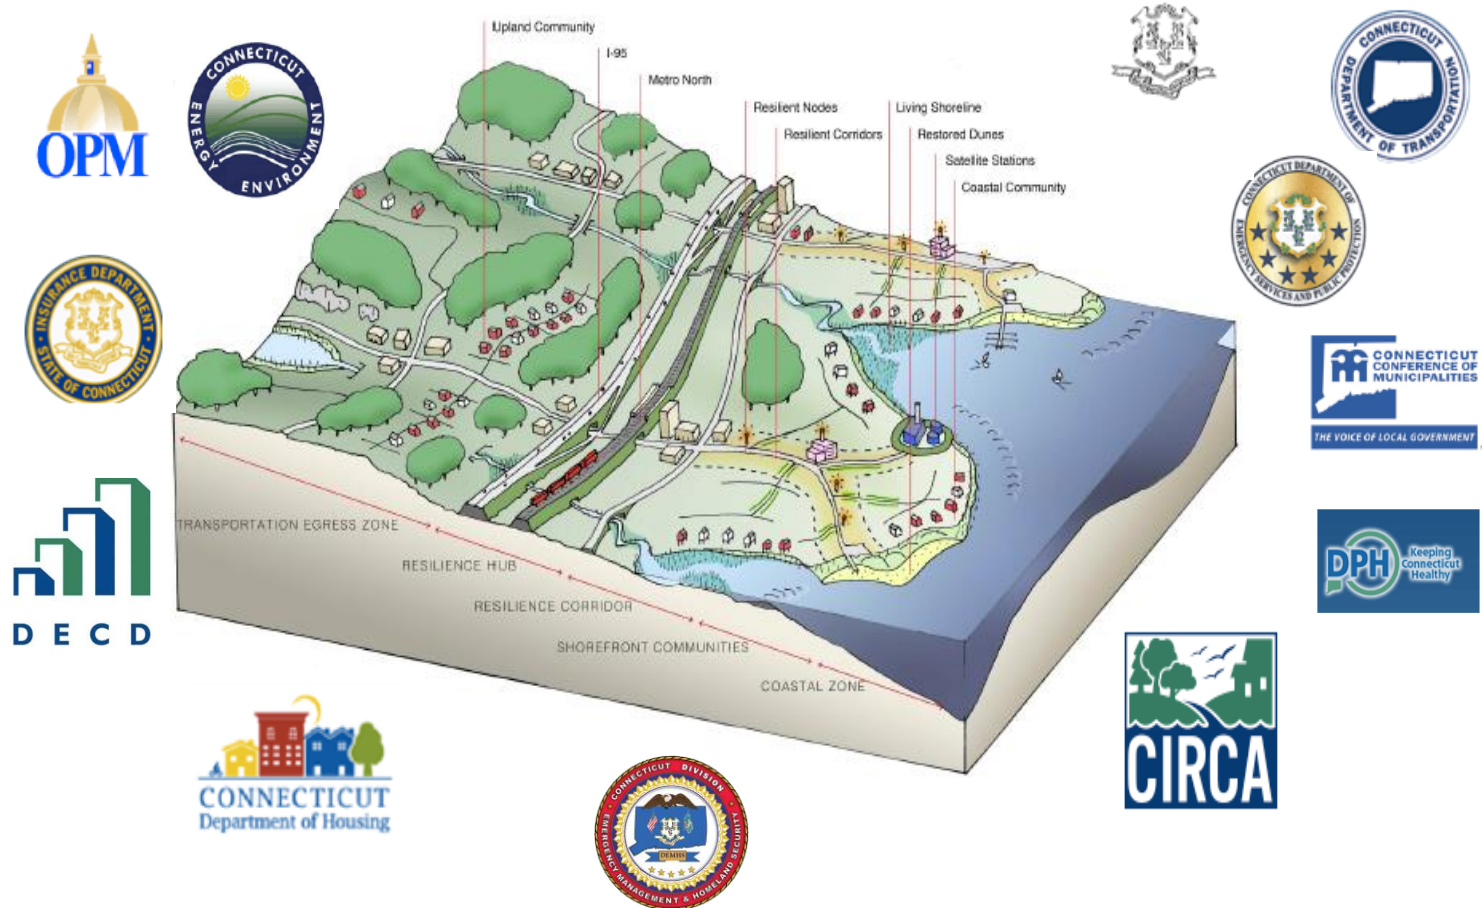 Upland Community
I-95
Metro North
Resilient Nodes
Resilient Corridors
Living Shoreline
Restored Dunes
Satellite Stations
Coastal Community
TRANSPORTATION EGRESS ZONE
RESILIENCE HUB
RESILIENCE CORRIDOR
SHOREFRONT COMMUNITIES
COASTAL ZONE
OPM
CONNECTICUT
ENERGY
ENVIRONMENT
INSURANCE DEPARTMENT
STATE OF CONNECTICUT
DECD
CONNECTICUT
Department of Housing
CONNECTICUT DIVISION
EMERGENCY MANAGEMENT & HOMELAND SECURITY
DEMHS
CONNECTICUT
DEPARTMENT OF TRANSPORTATION
CONNECTICUT DEPARTMENT OF
EMERGENCY SERVICES AND PUBLIC PROTECTION
CONNECTICUT
CONFERENCE OF
MUNICIPALITIES
THE VOICE OF LOCAL GOVERNMENT
DPH
Keeping
Connecticut
Healthy
CIRCA